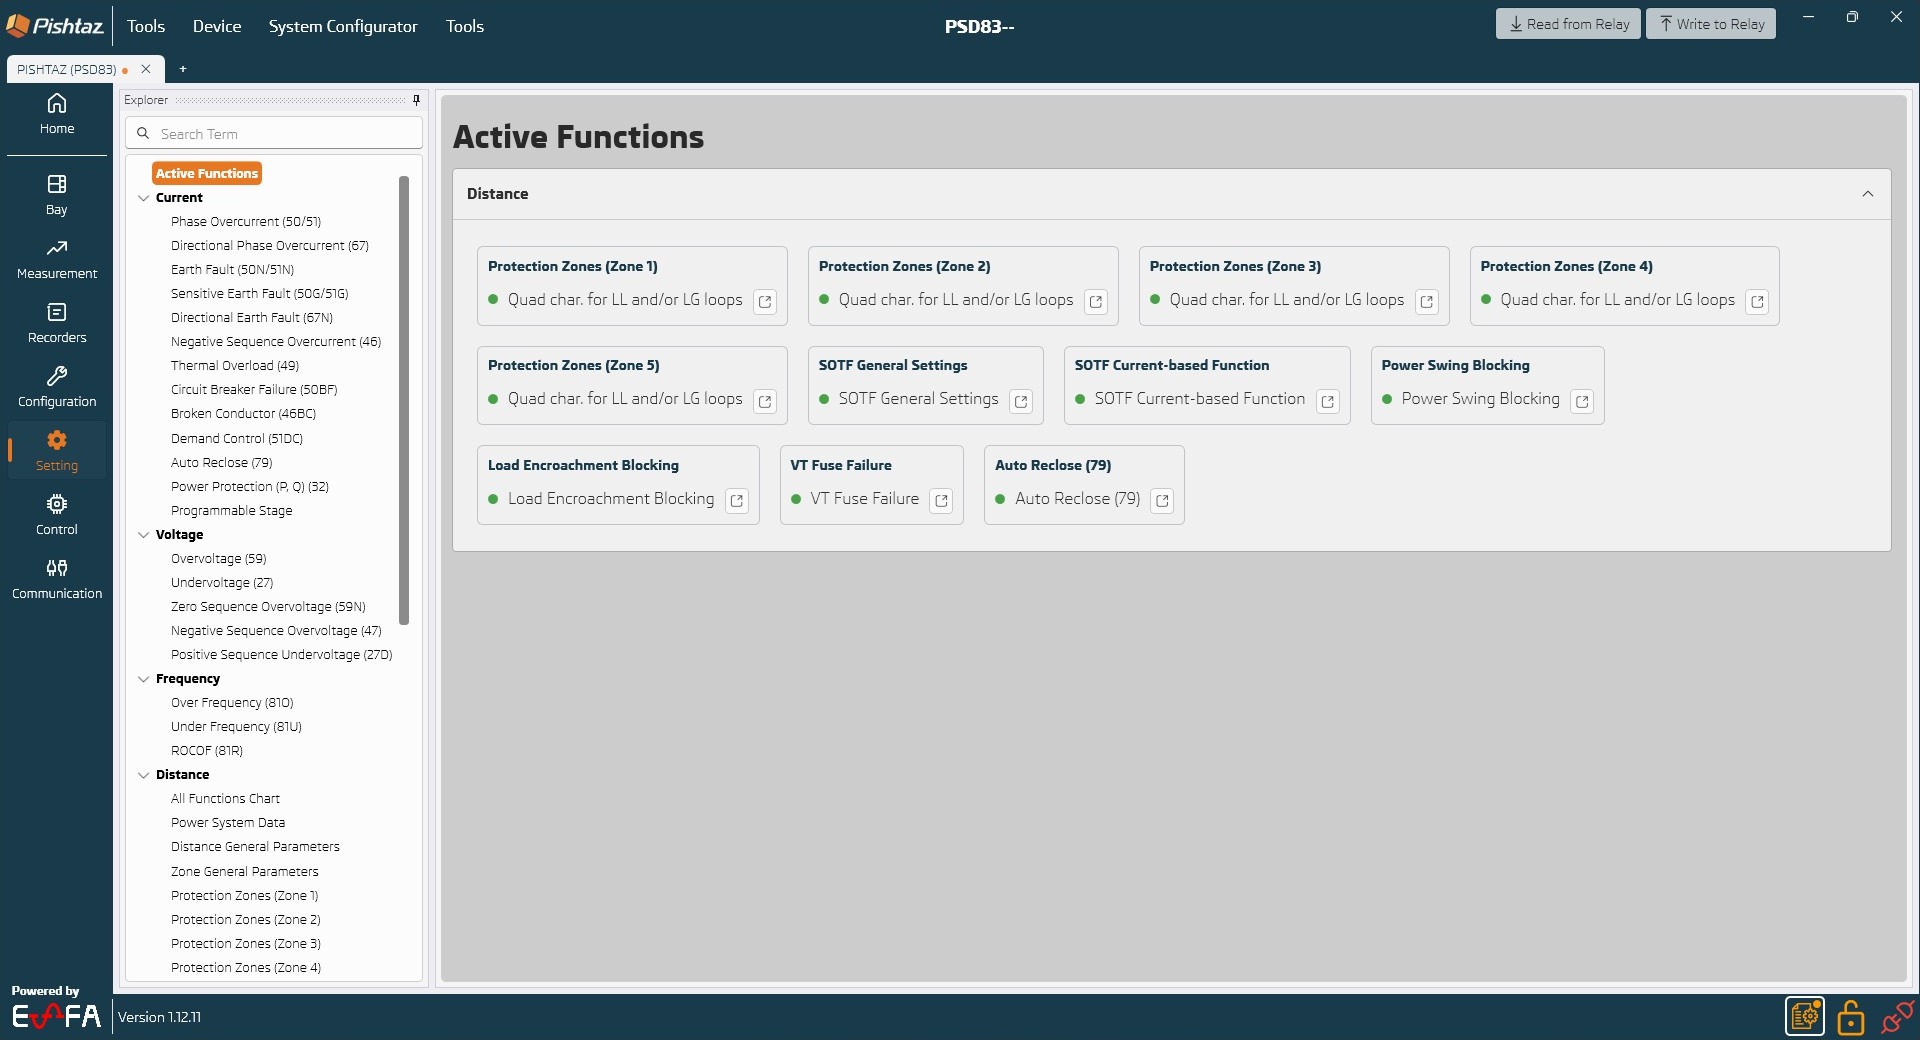 Pishtaz
Tools
Device
System Configurator
Tools
PSD83--
Read from Relay
Write to Relay
PISHTAZ (PSD83)
Home
Bay
Measurement
Recorders
Configuration
Setting
Control
Communication
Explorer
Search Term
Active Functions
Current
Phase Overcurrent (50/51)
Directional Phase Overcurrent (67)
Earth Fault (50N/51N)
Sensitive Earth Fault (50G/51G)
Directional Earth Fault (67N)
Negative Sequence Overcurrent (46)
Thermal Overload (49)
Circuit Breaker Failure (50BF)
Broken Conductor (46BC)
Demand Control (51DC)
Auto Reclose (79)
Power Protection (P, Q) (32)
Programmable Stage
Voltage
Overvoltage (59)
Undervoltage (27)
Zero Sequence Overvoltage (59N)
Negative Sequence Overvoltage (47)
Positive Sequence Undervoltage (27D)
Frequency
Over Frequency (81O)
Under Frequency (81U)
ROCOF (81R)
Distance
All Functions Chart
Power System Data
Distance General Parameters
Zone General Parameters
Protection Zones (Zone 1)
Protection Zones (Zone 2)
Protection Zones (Zone 3)
Protection Zones (Zone 4)
Active Functions
Distance
Protection Zones (Zone 1)
Quad char. for LL and/or LG loops
Protection Zones (Zone 2)
Quad char. for LL and/or LG loops
Protection Zones (Zone 3)
Quad char. for LL and/or LG loops
Protection Zones (Zone 4)
Quad char. for LL and/or LG loops
Protection Zones (Zone 5)
Quad char. for LL and/or LG loops
SOTF General Settings
SOTF General Settings
SOTF Current-based Function
SOTF Current-based Function
Power Swing Blocking
Power Swing Blocking
Load Encroachment Blocking
Load Encroachment Blocking
VT Fuse Failure
VT Fuse Failure
Auto Reclose (79)
Auto Reclose (79)
Powered by
Version 1.12.11